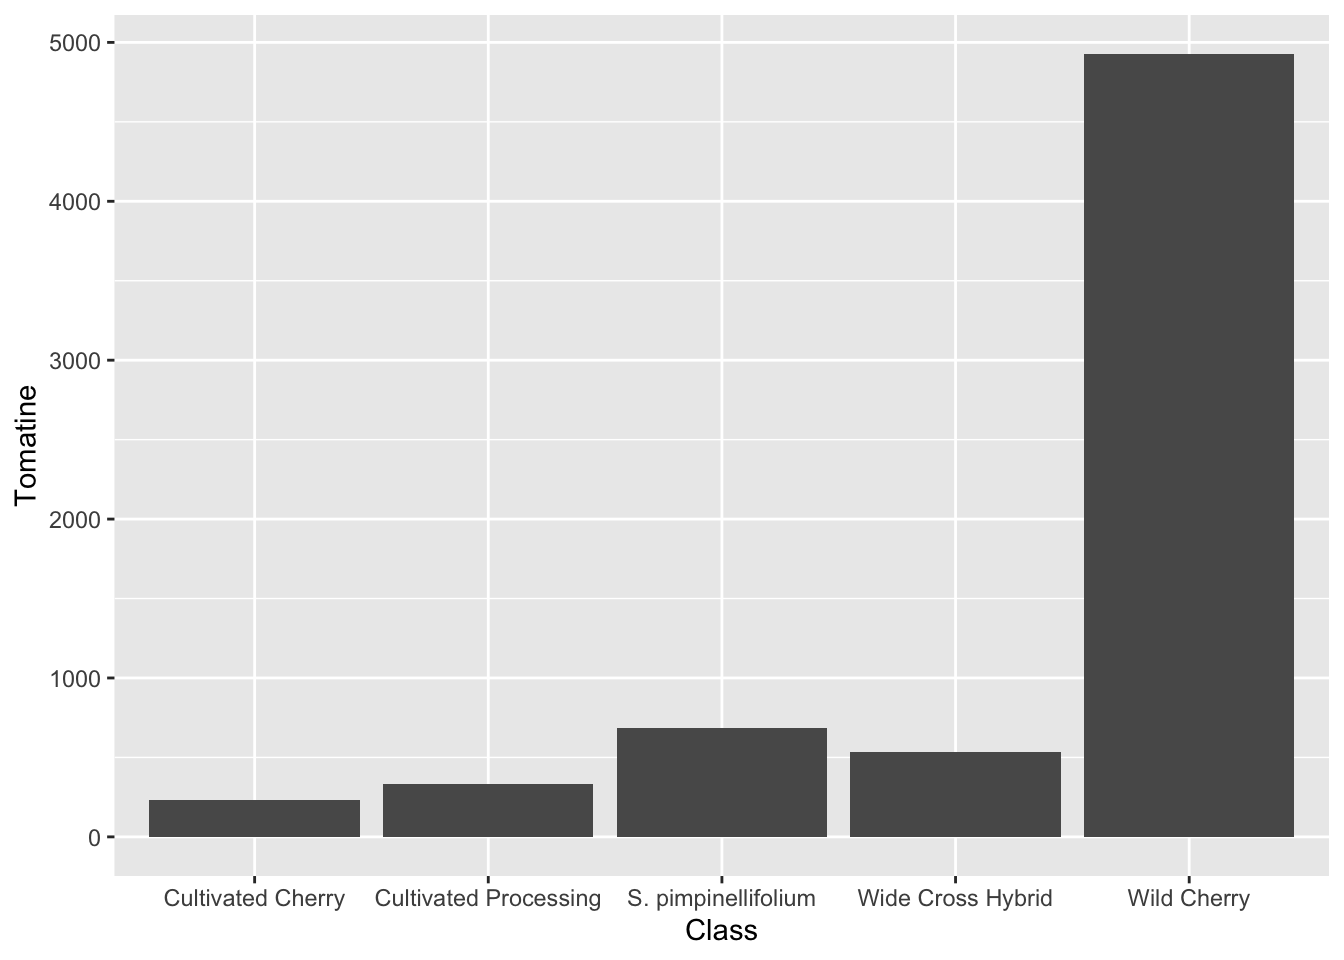 5000
4000
3000
2000
1000
0
Tomatine
Cultivated Cherry
Cultivated Processing
S. pimpinellifolium
Wide Cross Hybrid
Wild Cherry
Class